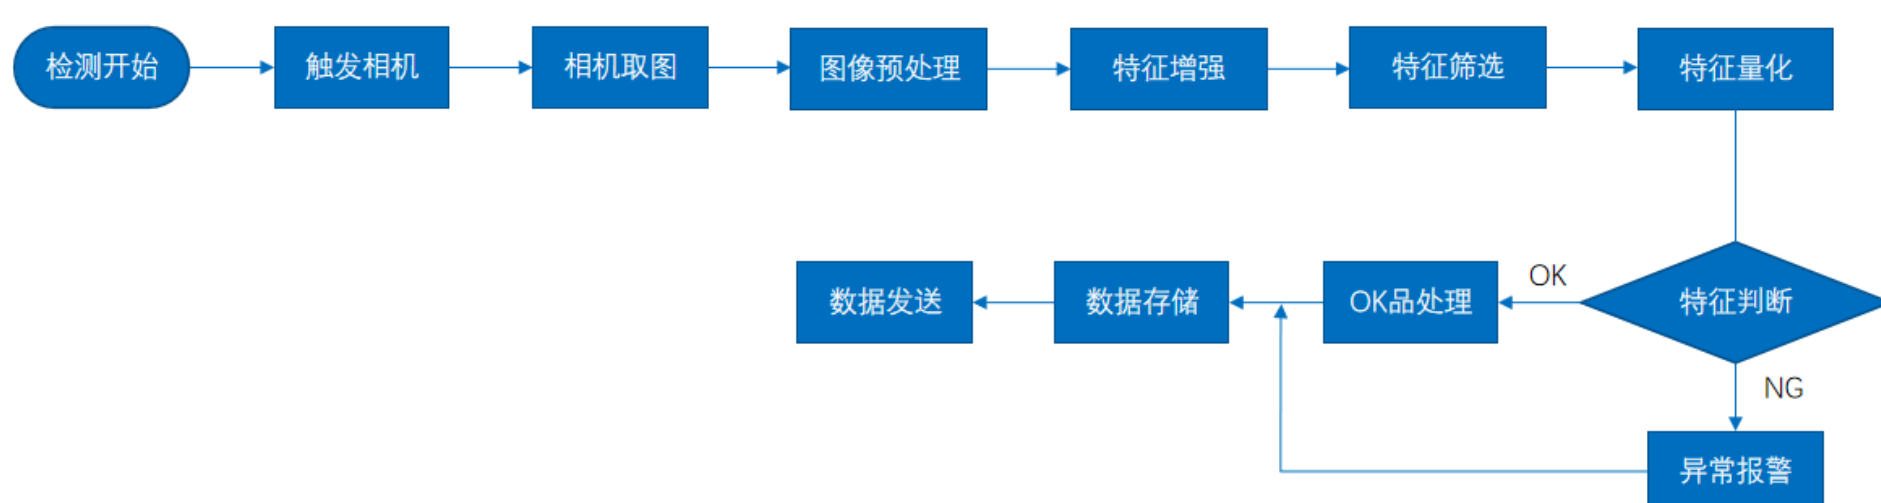 检测开始
触发相机
相机取图
图像预处理
特征增强
特征筛选
特征量化
特征判断
OK
OK品处理
数据存储
数据发送
NG
异常报警